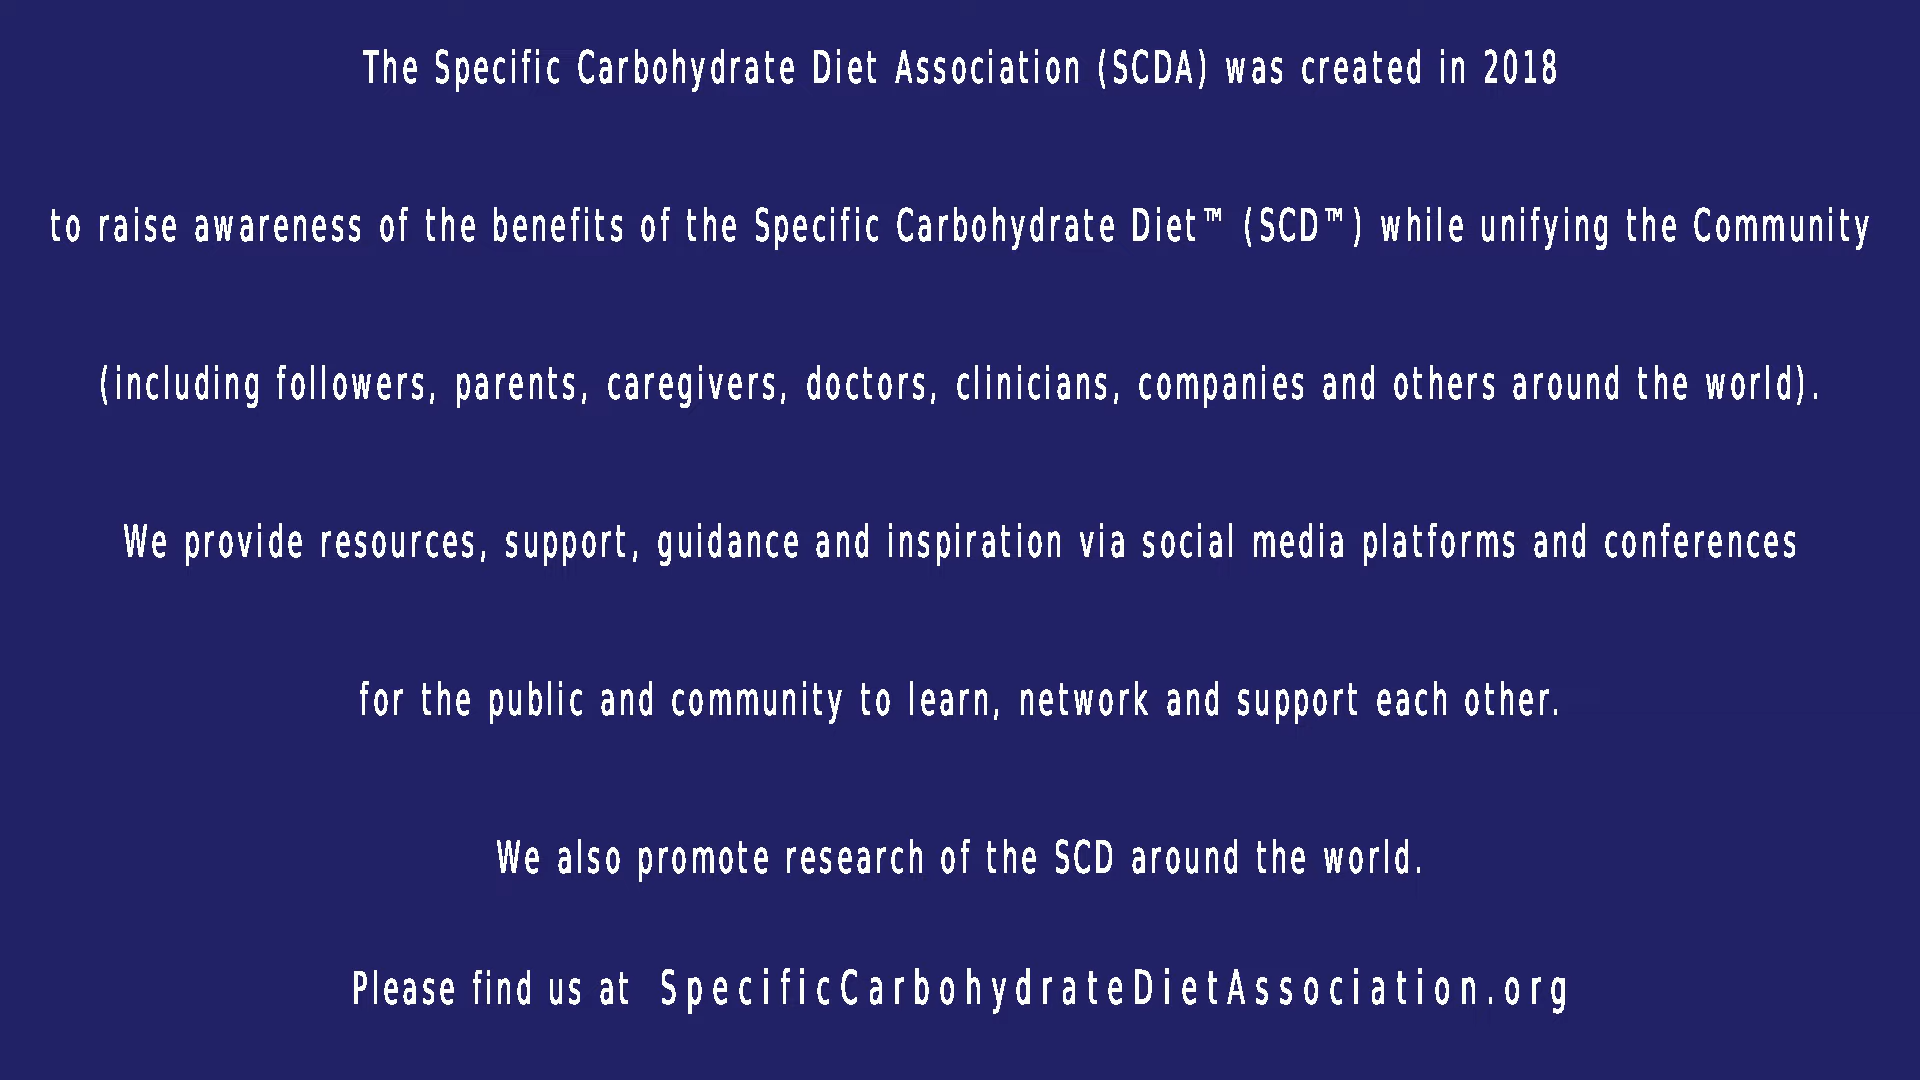 The Specific Carbohydrate Diet Association (SCDA) was created in 2018
to raise awareness of the benefits of the Specific Carbohydrate Diet™ (SCD™) while unifying the Community
(including followers, parents, caregivers, doctors, clinicians, companies and others around the world).
We provide resources, support, guidance and inspiration via social media platforms and conferences
for the public and community to learn, network and support each other.
We also promote research of the SCD around the world.
Please find us at SpecificCarbohydrateDietAssociation.org